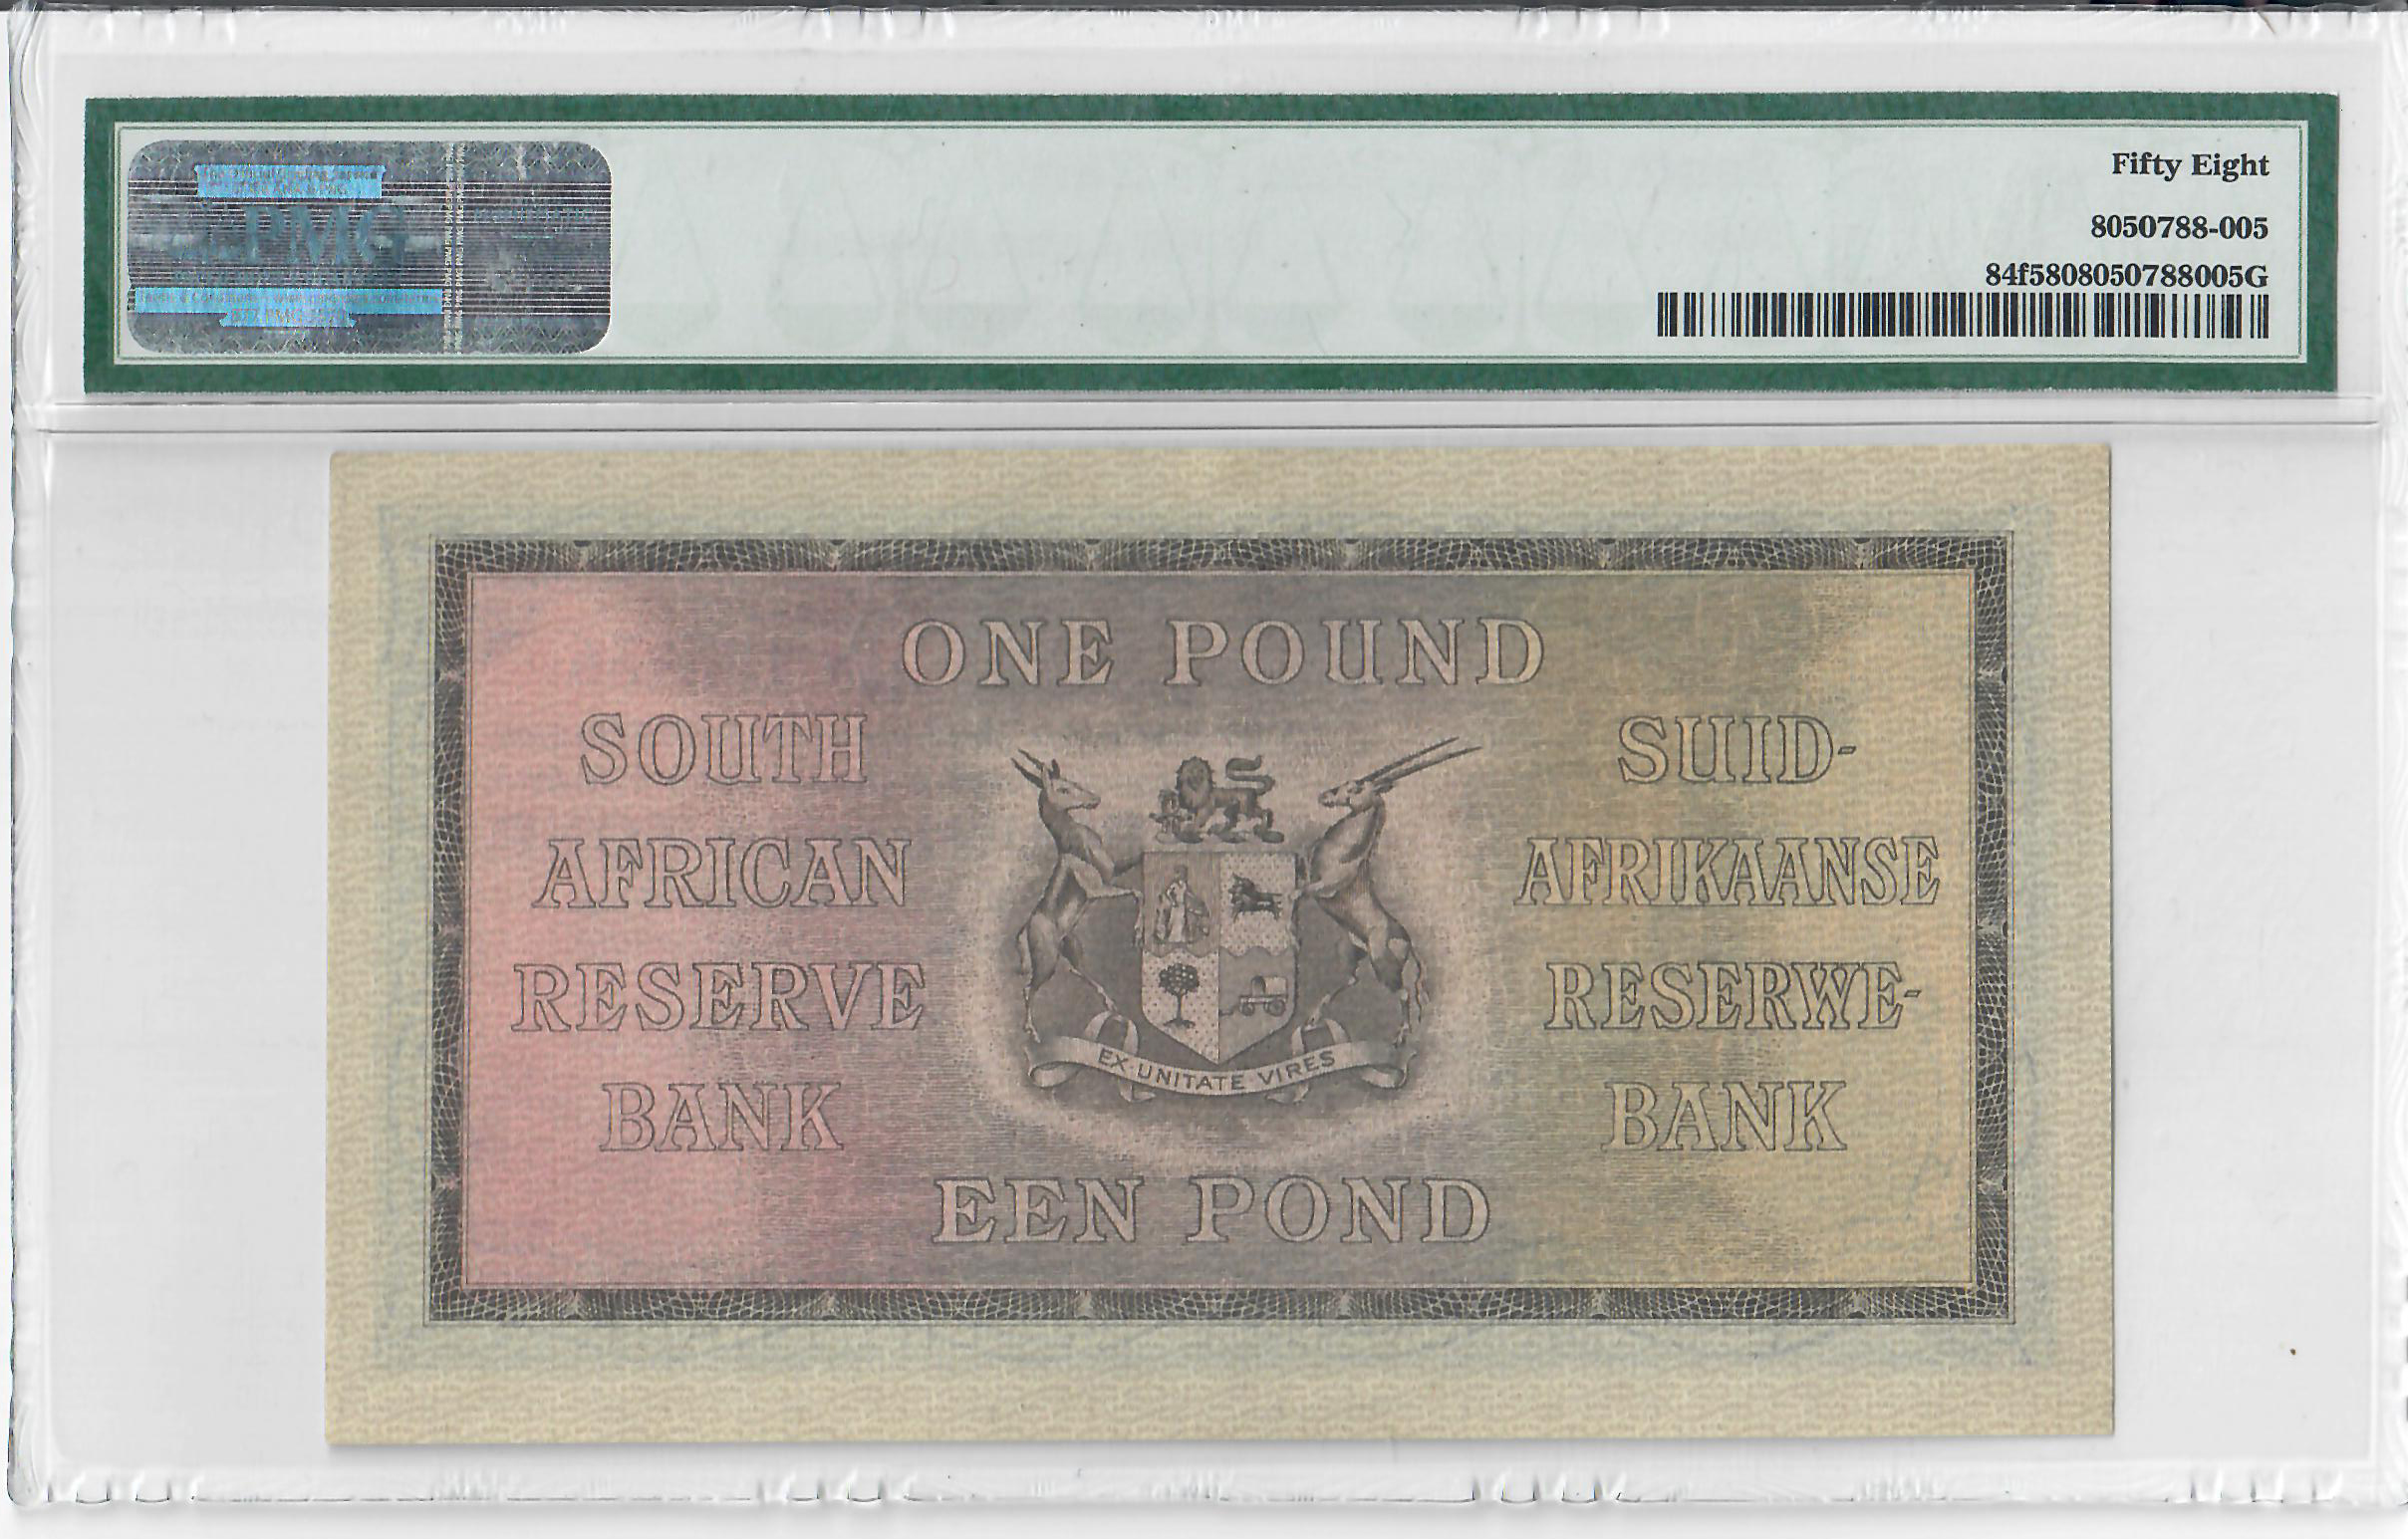 Fifty Eight
8050788-005
84f5808050788005G
PMG
ONE POUND
SOUTH
AFRICAN
RESERVE
BANK
SUID-
AFRIKAANSE
RESERWE-
BANK
EX UNITATE VIRES
EEN POND